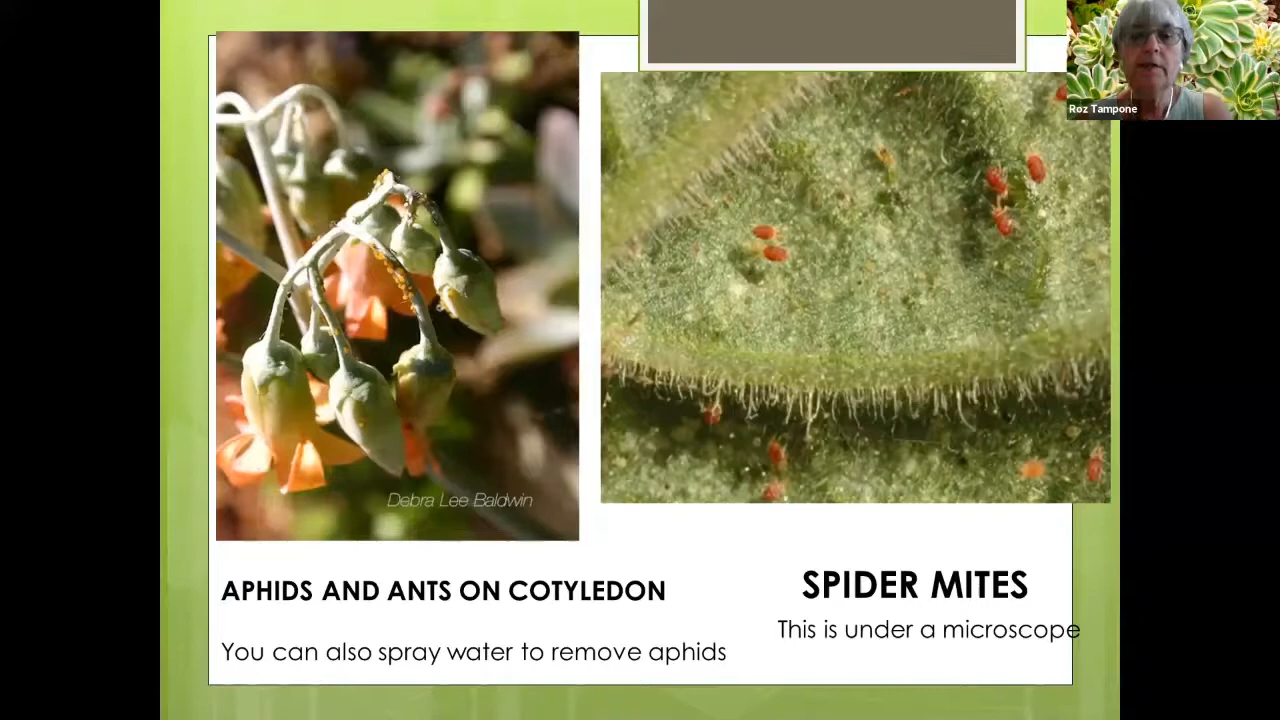 Roz Tampone
Debra Lee Baldwin
APHIDS AND ANTS ON COTYLEDON
You can also spray water to remove aphids
SPIDER MITES
This is under a microscope